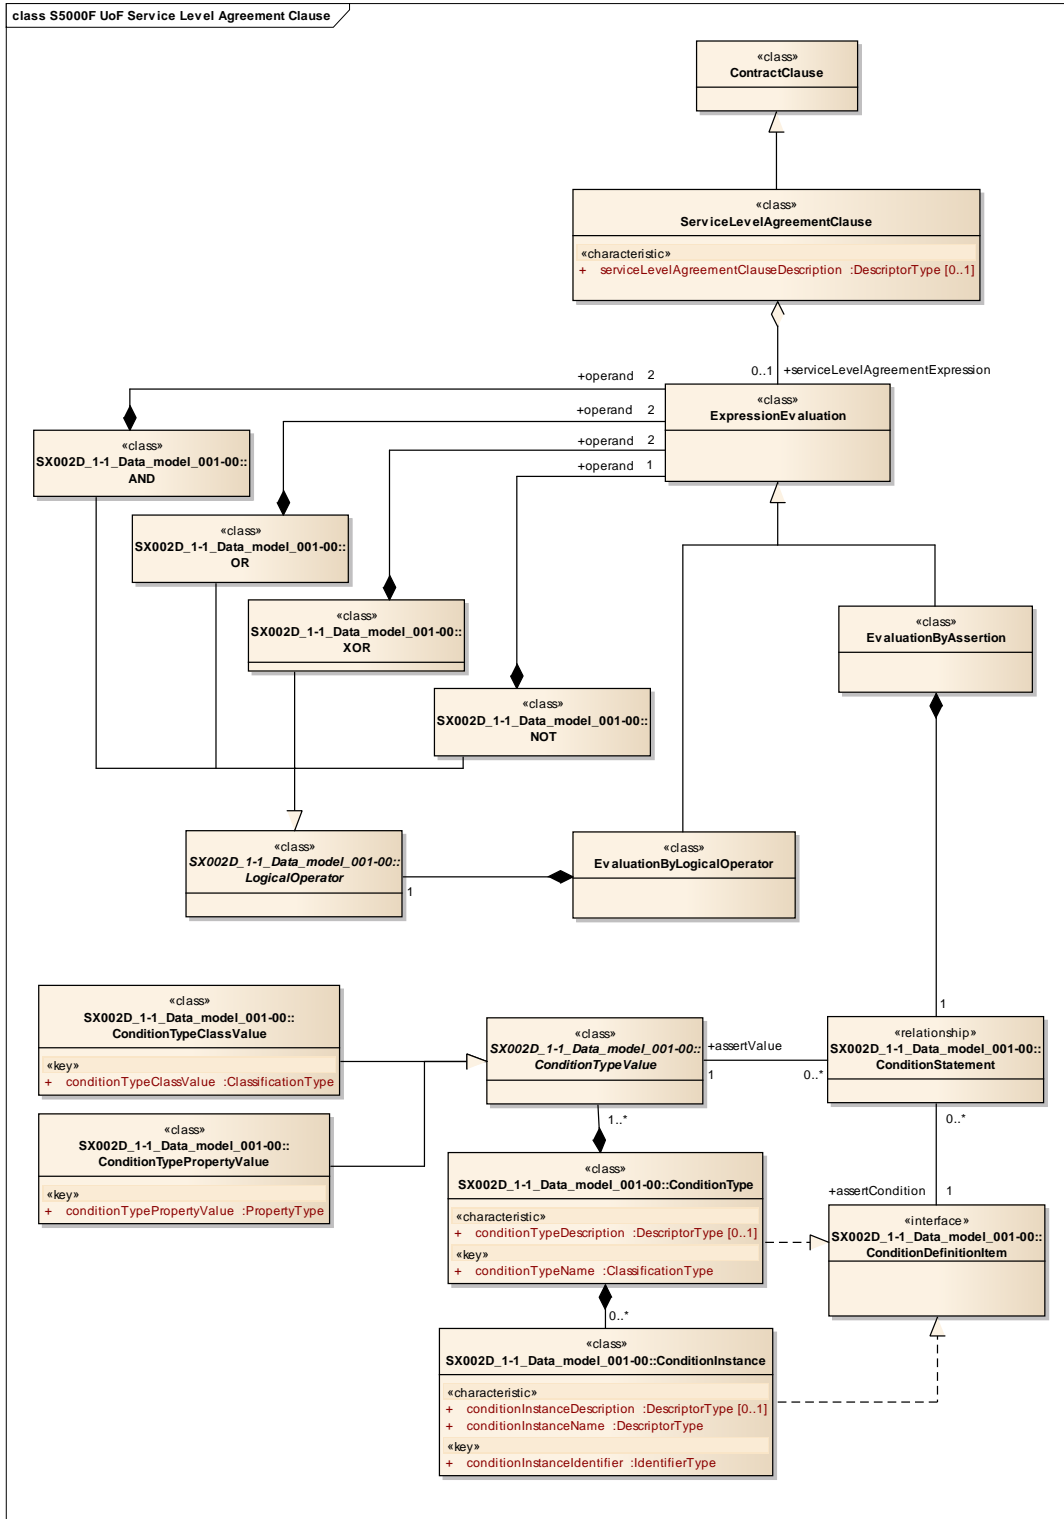 class S5000F UoF Service Level Agreement Clause
«class»
ContractClause
«class»
ServiceLevelAgreementClause
«characteristic»
+ serviceLevelAgreementClauseDescription :DescriptorType [0..1]
0..1
+serviceLevelAgreementExpression
+operand 2
+operand 2
+operand 2
+operand 1
«class»
ExpressionEvaluation
«class»
SX002D_1-1_Data_model_001-00::
AND
«class»
SX002D_1-1_Data_model_001-00::
OR
«class»
SX002D_1-1_Data_model_001-00::
XOR
«class»
SX002D_1-1_Data_model_001-00::
NOT
«class»
EvaluationByAssertion
«class»
SX002D_1-1_Data_model_001-00::
LogicalOperator
1
«class»
EvaluationByLogicalOperator
1
«class»
SX002D_1-1_Data_model_001-00::
ConditionTypeClassValue
«key»
+ conditionTypeClassValue :ClassificationType
«class»
SX002D_1-1_Data_model_001-00::
ConditionTypeValue
+assertValue
1
0..*
«relationship»
SX002D_1-1_Data_model_001-00::
ConditionStatement
1..*
0..*
«class»
SX002D_1-1_Data_model_001-00::
ConditionTypePropertyValue
«key»
+ conditionTypePropertyValue :PropertyType
«class»
SX002D_1-1_Data_model_001-00::ConditionType
«characteristic»
+ conditionTypeDescription :DescriptorType [0..1]
«key»
+ conditionTypeName :ClassificationType
+assertCondition 1
«interface»
SX002D_1-1_Data_model_001-00::
ConditionDefinitionItem
0..*
«class»
SX002D_1-1_Data_model_001-00::ConditionInstance
«characteristic»
+ conditionInstanceDescription :DescriptorType [0..1]
+ conditionInstanceName :DescriptorType
«key»
+ conditionInstanceIdentifier :IdentifierType